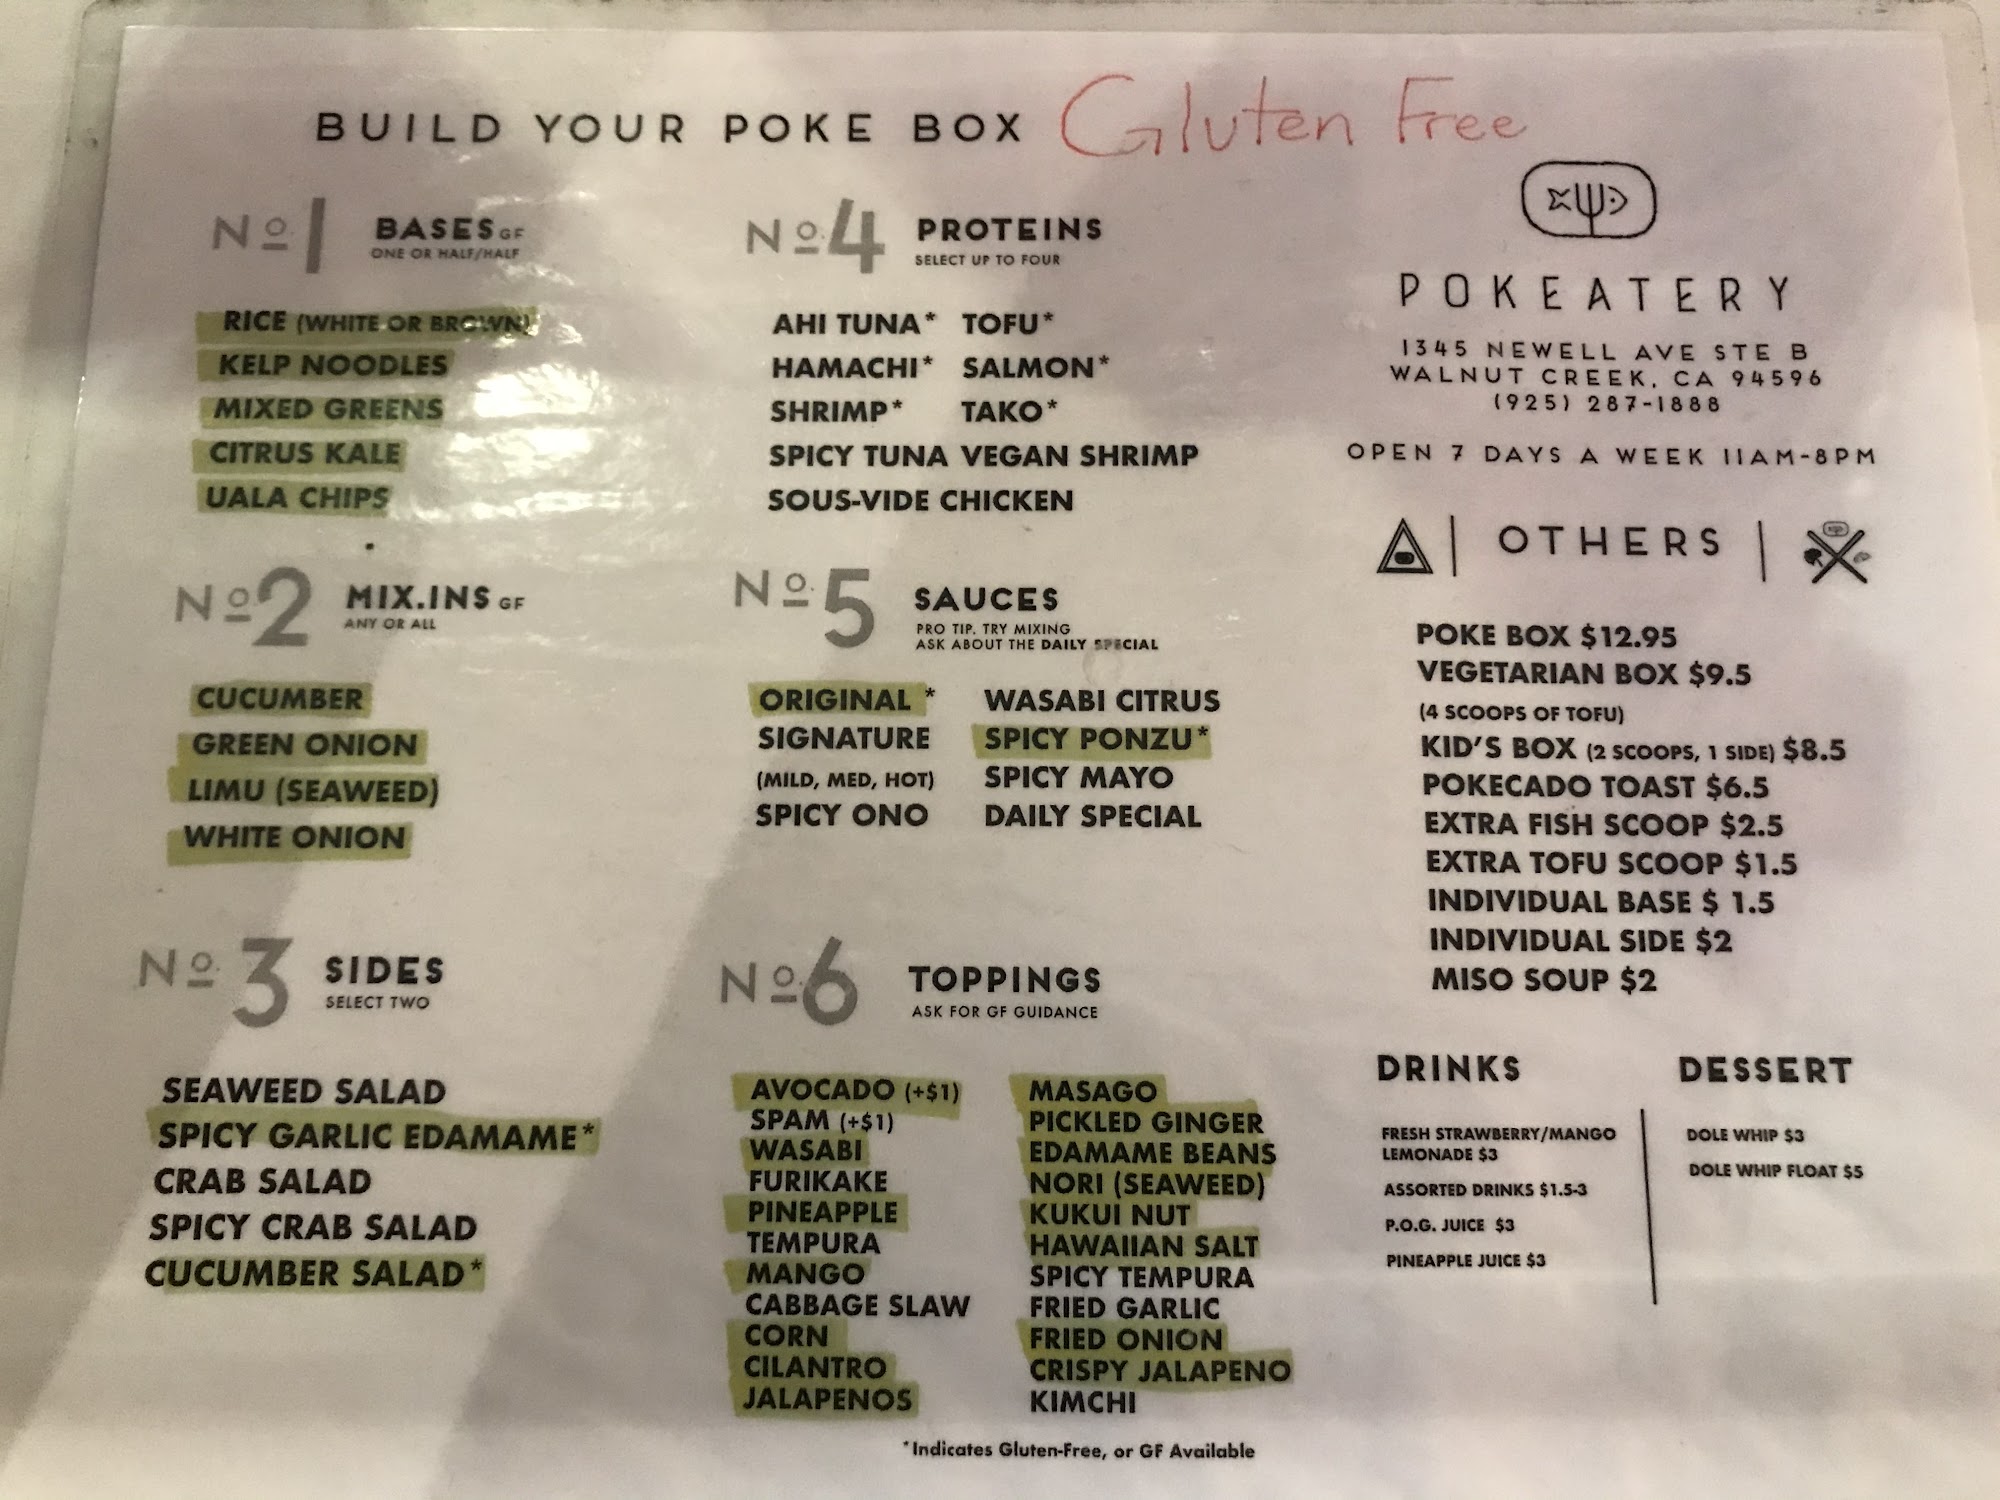 BUILD YOUR POKE BOX Gluten Free
No. 1 BASES GF
ONE OR HALF/HALF
RICE (WHITE OR BROWN)
KELP NOODLES
MIXED GREENS
CITRUS KALE
UALA CHIPS
No. 2 MIX.INS GF
ANY OR ALL
CUCUMBER
GREEN ONION
LIMU (SEAWEED)
WHITE ONION
No. 3 SIDES
SELECT TWO
SEAWEED SALAD
SPICY GARLIC EDAMAME*
CRAB SALAD
SPICY CRAB SALAD
CUCUMBER SALAD*
No. 4 PROTEINS
SELECT UP TO FOUR
AHI TUNA* TOFU*
HAMACHI* SALMON*
SHRIMP* TAKO*
SPICY TUNA VEGAN SHRIMP
SOUS-VIDE CHICKEN
No. 5 SAUCES
PRO TIP. TRY MIXING
ASK ABOUT THE DAILY SPECIAL
ORIGINAL * WASABI CITRUS
SIGNATURE SPICY PONZU*
(MILD, MED, HOT) SPICY MAYO
SPICY ONO DAILY SPECIAL
No. 6 TOPPINGS
ASK FOR GF GUIDANCE
AVOCADO (+$1) MASAGO
SPAM (+$1) PICKLED GINGER
WASABI EDAMAME BEANS
FURIKAKE NORI (SEAWEED)
PINEAPPLE KUKUI NUT
TEMPURA HAWAIIAN SALT
MANGO SPICY TEMPURA
CABBAGE SLAW FRIED GARLIC
CORN FRIED ONION
CILANTRO CRISPY JALAPENO
JALAPENOS KIMCHI
*Indicates Gluten-Free, or GF Available
POKEATERY
1345 NEWELL AVE STE B
WALNUT CREEK, CA 94596
(925) 287-1888
OPEN 7 DAYS A WEEK 11AM-8PM
OTHERS
POKE BOX $12.95
VEGETARIAN BOX $9.5
(4 SCOOPS OF TOFU)
KID'S BOX (2 SCOOPS, 1 SIDE) $8.5
POKECADO TOAST $6.5
EXTRA FISH SCOOP $2.5
EXTRA TOFU SCOOP $1.5
INDIVIDUAL BASE $ 1.5
INDIVIDUAL SIDE $2
MISO SOUP $2
DRINKS
FRESH STRAWBERRY/MANGO
LEMONADE $3
ASSORTED DRINKS $1.5-3
P.O.G. JUICE $3
PINEAPPLE JUICE $3
DESSERT
DOLE WHIP $3
DOLE WHIP FLOAT $5